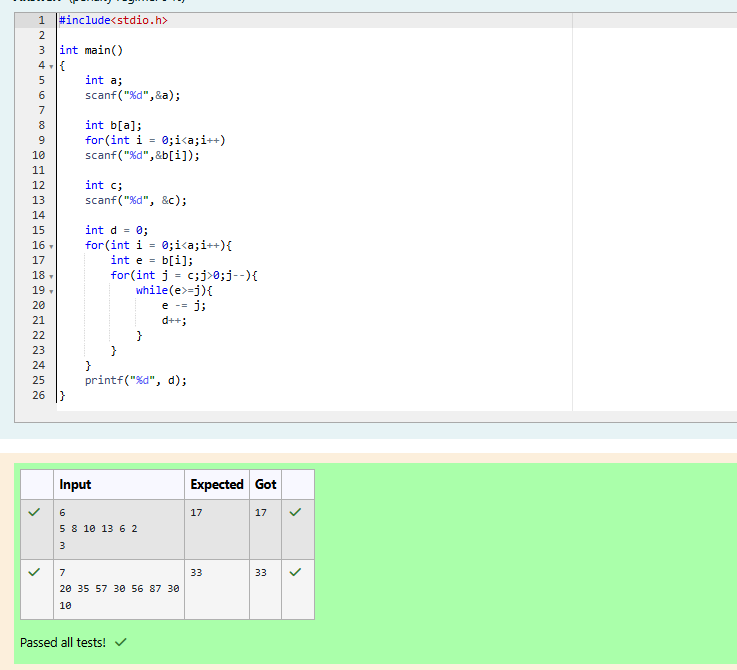 1 #include<stdio.h>
2
3 int main()
4 {
5 int a;
6 scanf("%d",&a);
7
8 int b[a];
9 for(int i = 0;i<a;i++)
10 scanf("%d",&b[i]);
11
12 int c;
13 scanf("%d", &c);
14
15 int d = 0;
16 for(int i = 0;i<a;i++){
17 int e = b[i];
18 for(int j = c;j>0;j--){
19 while(e>=j){
20 e -= j;
21 d++;
22 }
23 }
24 }
25 printf("%d", d);
26 }
Input Expected Got
6 17 17
5 8 10 13 6 2
3
7 33 33
20 35 57 30 56 87 30
10
Passed all tests!